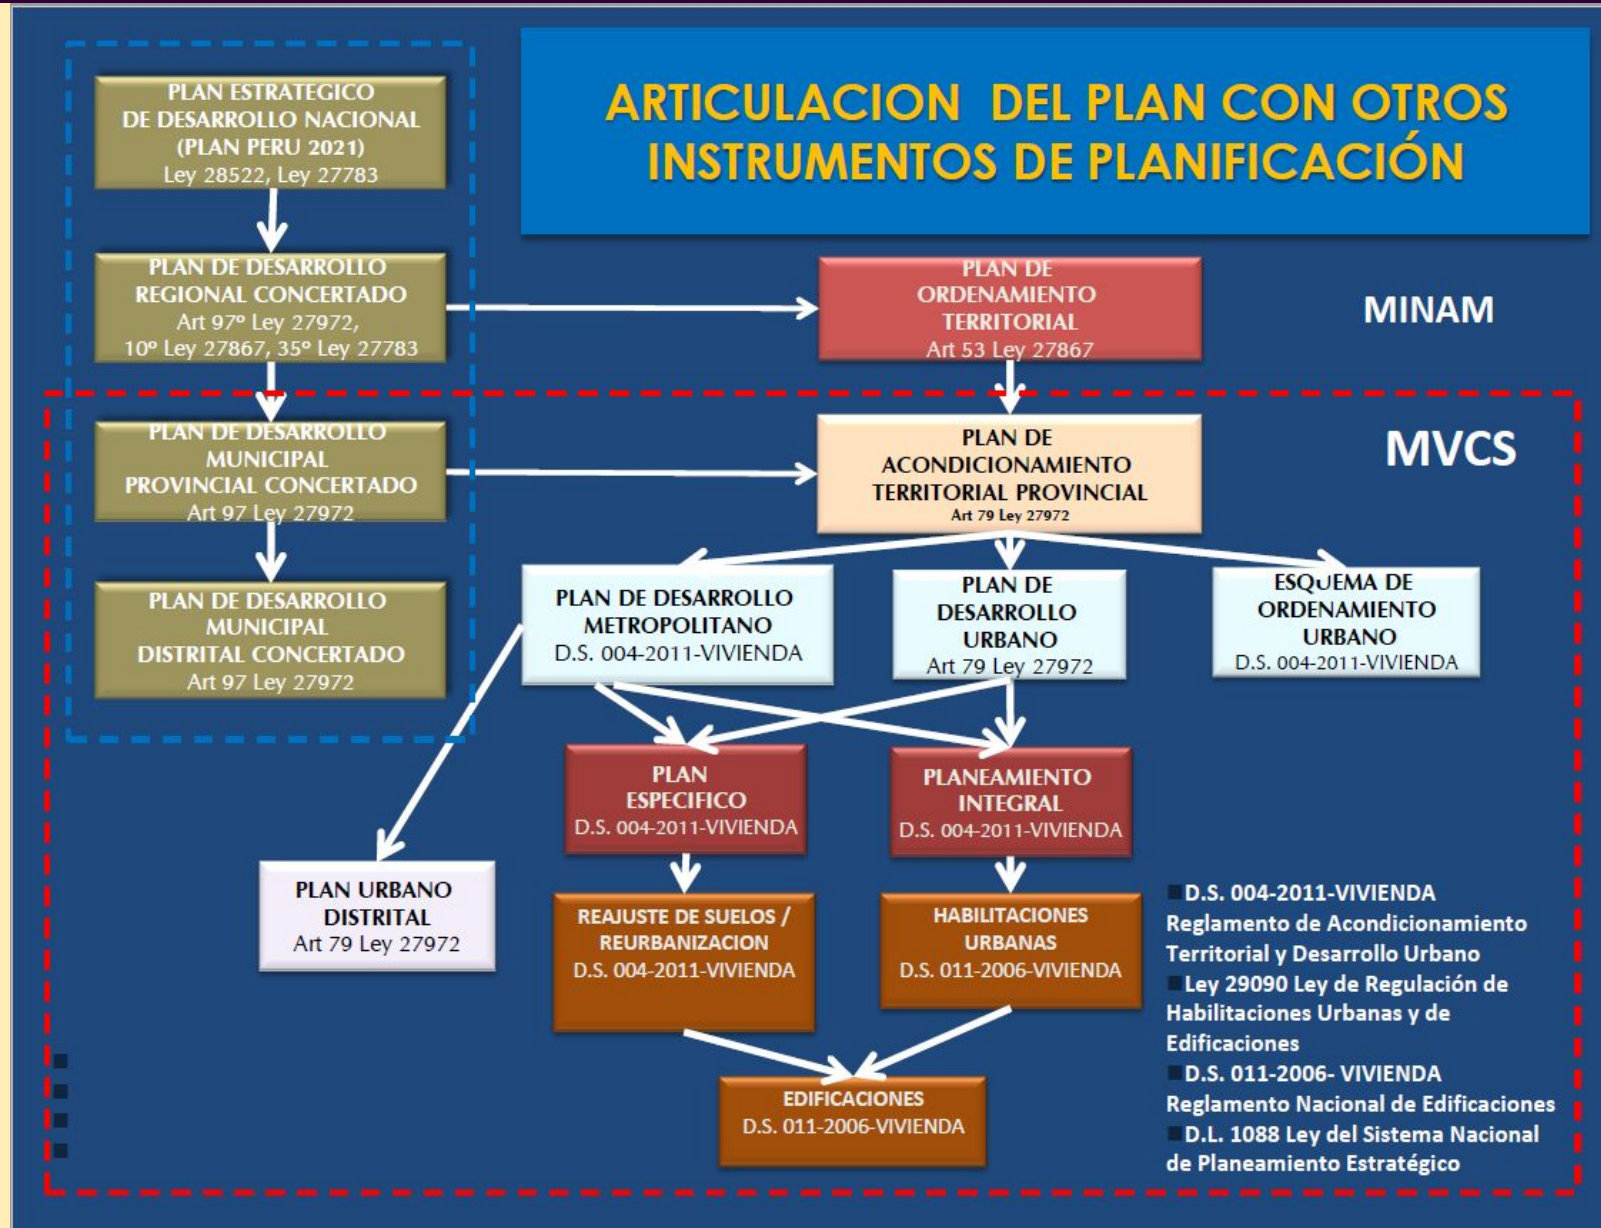 ARTICULACION DEL PLAN CON OTROS
INSTRUMENTOS DE PLANIFICACIÓN
PLAN ESTRATEGICO
DE DESARROLLO NACIONAL
(PLAN PERU 2021)
Ley 28522, Ley 27783
PLAN DE DESARROLLO
REGIONAL CONCERTADO
Art 97º Ley 27972,
10º Ley 27867, 35º Ley 27783
PLAN DE
ORDENAMIENTO
TERRITORIAL
Art 53 Ley 27867
MINAM
PLAN DE DESARROLLO
MUNICIPAL
PROVINCIAL CONCERTADO
Art 97 Ley 27972
PLAN DE
ACONDICIONAMIENTO
TERRITORIAL PROVINCIAL
Art 79 Ley 27972
MVCS
PLAN DE DESARROLLO
MUNICIPAL
DISTRITAL CONCERTADO
Art 97 Ley 27972
PLAN DE DESARROLLO
METROPOLITANO
D.S. 004-2011-VIVIENDA
PLAN DE
DESARROLLO
URBANO
Art 79 Ley 27972
ESQUEMA DE
ORDENAMIENTO
URBANO
D.S. 004-2011-VIVIENDA
PLAN
ESPECIFICO
D.S. 004-2011-VIVIENDA
PLANEAMIENTO
INTEGRAL
D.S. 004-2011-VIVIENDA
PLAN URBANO
DISTRITAL
Art 79 Ley 27972
REAJUSTE DE SUELOS /
REURBANIZACION
D.S. 004-2011-VIVIENDA
HABILITACIONES
URBANAS
D.S. 011-2006-VIVIENDA
EDIFICACIONES
D.S. 011-2006-VIVIENDA
D.S. 004-2011-VIVIENDA
Reglamento de Acondicionamiento
Territorial y Desarrollo Urbano
Ley 29090 Ley de Regulación de
Habilitaciones Urbanas y de
Edificaciones
D.S. 011-2006- VIVIENDA
Reglamento Nacional de Edificaciones
D.L. 1088 Ley del Sistema Nacional
de Planeamiento Estratégico